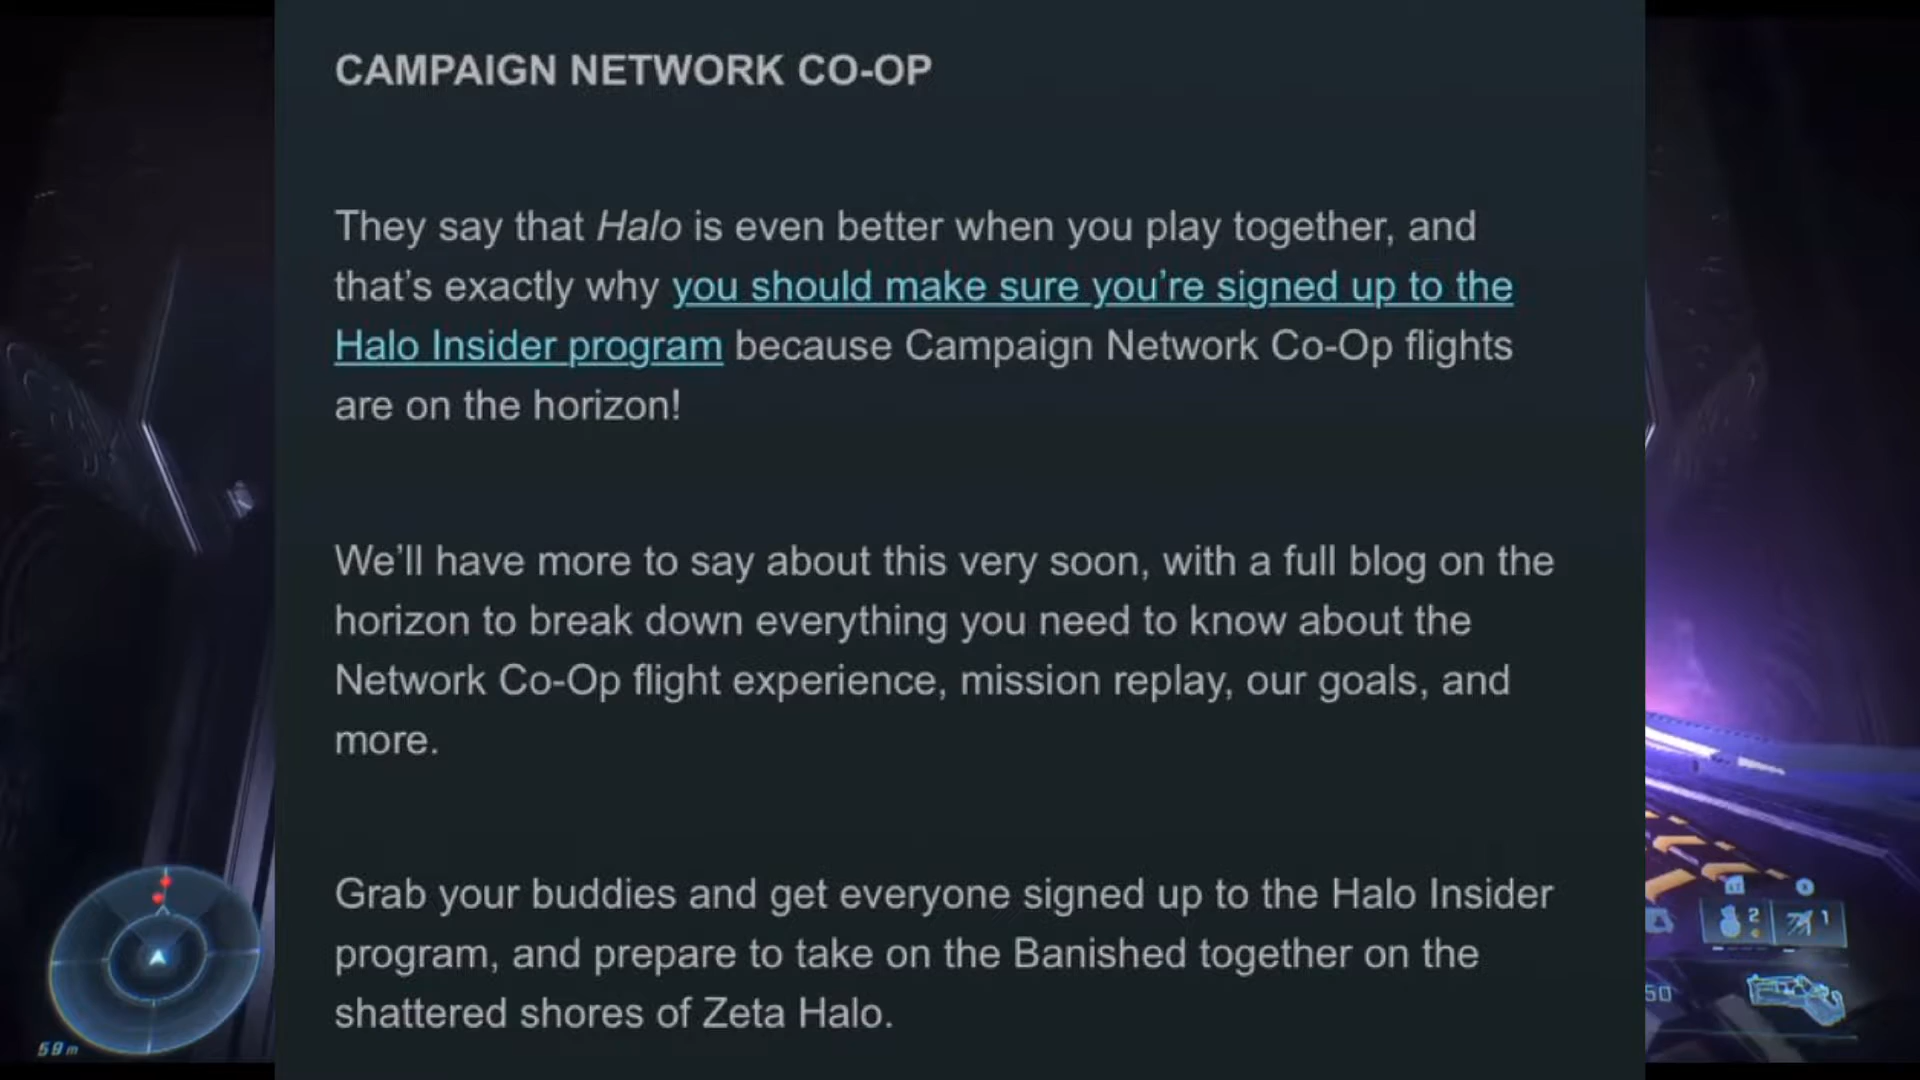 CAMPAIGN NETWORK CO-OP
They say that Halo is even better when you play together, and
that’s exactly why you should make sure you’re signed up to the
Halo Insider program because Campaign Network Co-Op flights
are on the horizon!
We’ll have more to say about this very soon, with a full blog on the
horizon to break down everything you need to know about the
Network Co-Op flight experience, mission replay, our goals, and
more.
Grab your buddies and get everyone signed up to the Halo Insider
program, and prepare to take on the Banished together on the
shattered shores of Zeta Halo.
2
1
50
59m